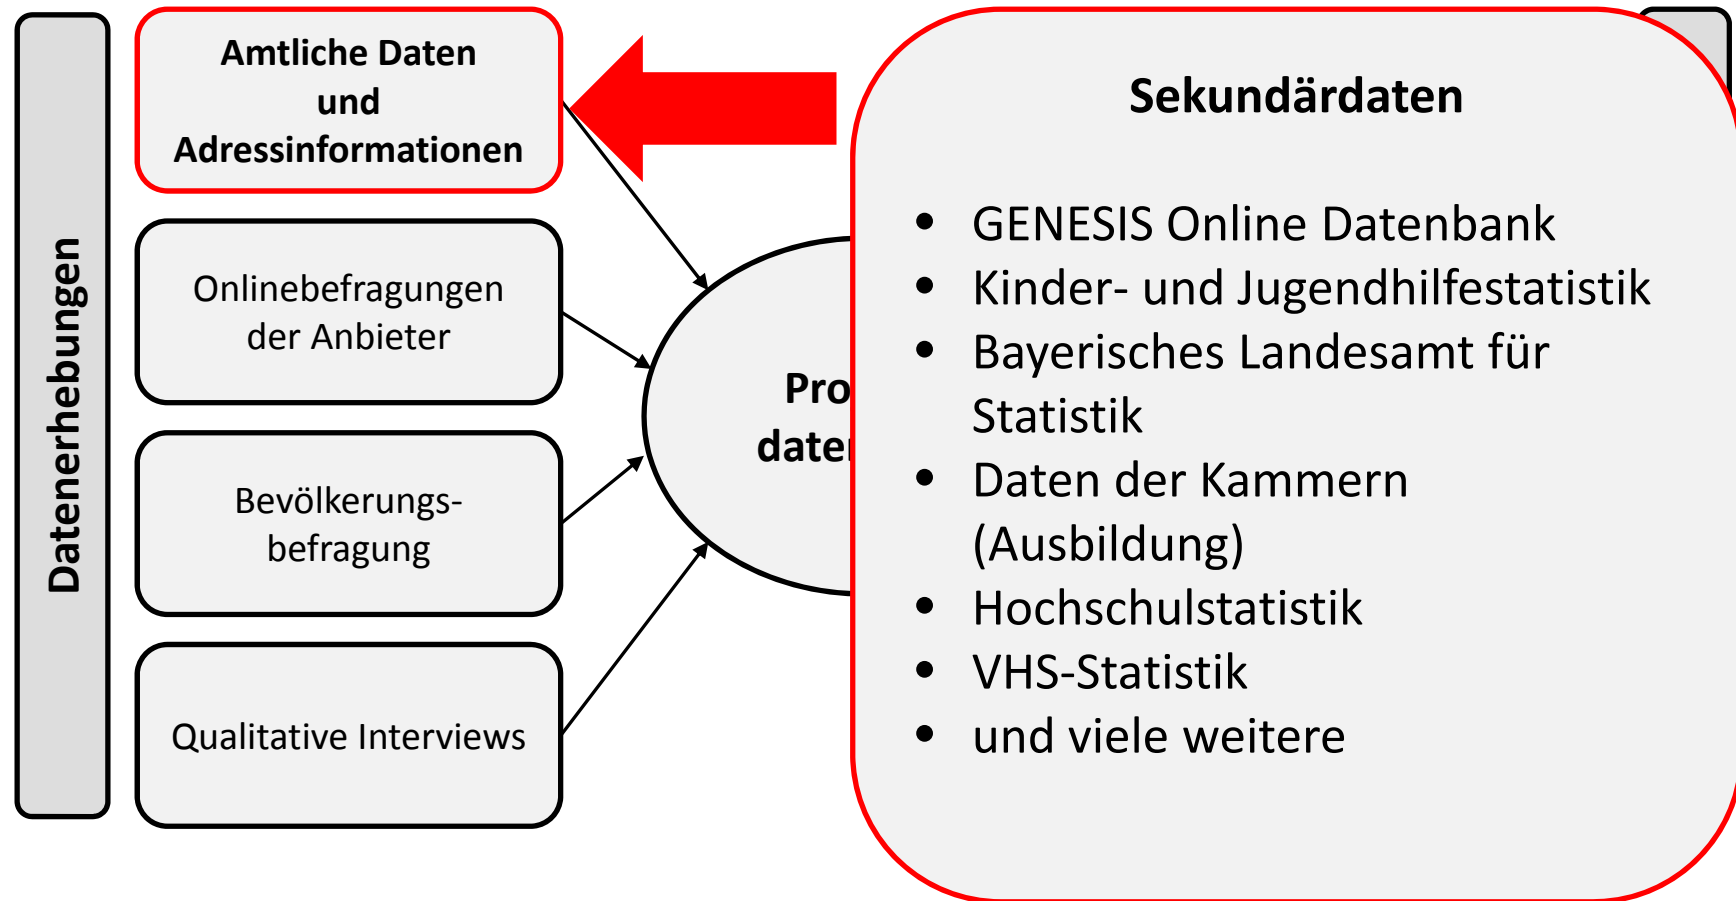 Datenerhebungen
Amtliche Daten
und
Adressinformationen
Onlinebefragungen
der Anbieter
Bevölkerungs-
befragung
Qualitative Interviews
Pro
date
Sekundärdaten
• GENESIS Online Datenbank
• Kinder- und Jugendhilfestatistik
• Bayerisches Landesamt für
Statistik
• Daten der Kammern
(Ausbildung)
• Hochschulstatistik
• VHS-Statistik
• und viele weitere